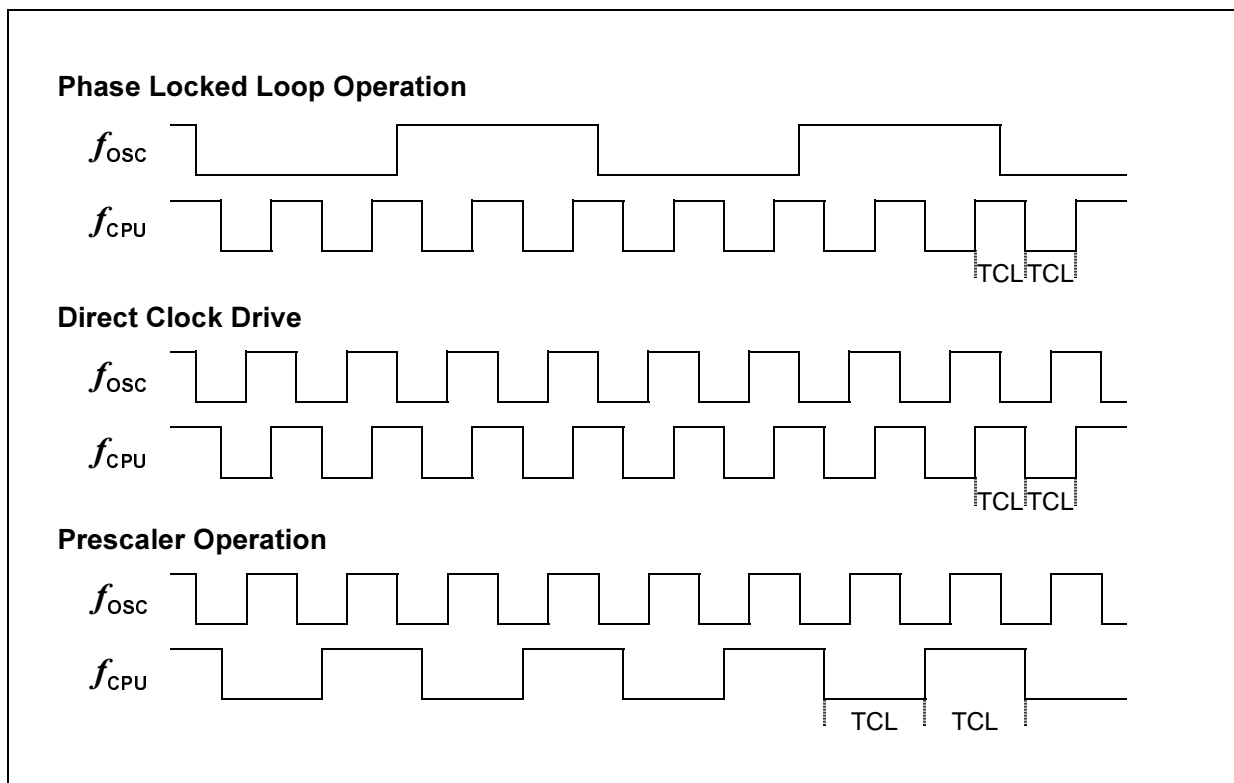 Phase Locked Loop Operation
fOSC
fCPU
TCL TCL
Direct Clock Drive
fOSC
fCPU
TCL TCL
Prescaler Operation
fOSC
fCPU
TCL TCL